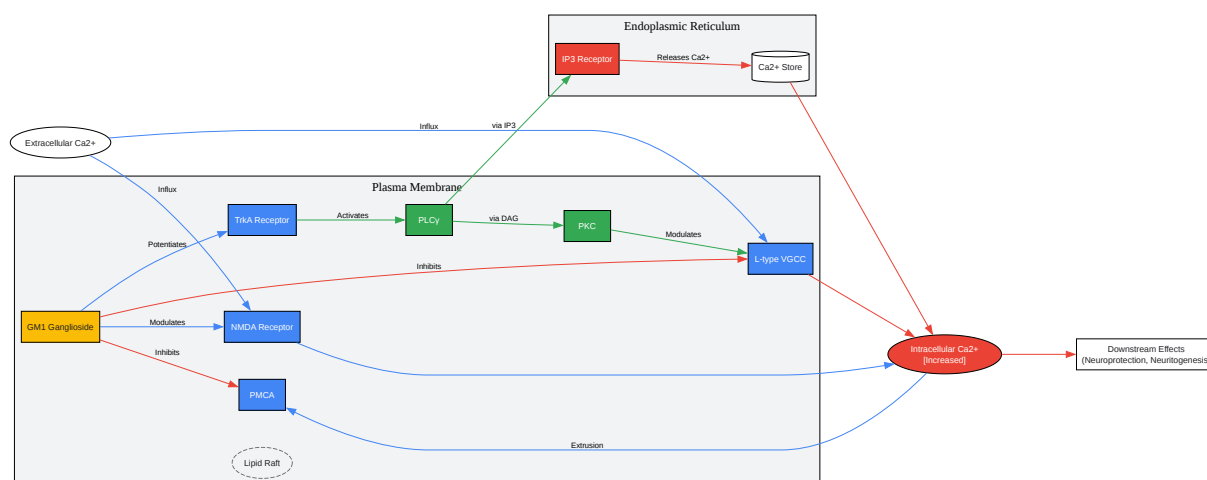 Endoplasmic Reticulum
IP3 Receptor
Releases Ca2+
Ca2+ Store
Extracellular Ca2+
Influx
via IP3
Influx
Plasma Membrane
TrkA Receptor
Activates
PLCγ
via DAG
PKC
Modulates
Potentiates
L-type VGCC
Inhibits
GM1 Ganglioside
Modulates
NMDA Receptor
Inhibits
PMCA
Intracellular Ca2+
[Increased]
Downstream Effects
(Neuroprotection, Neuritogenesis)
Extrusion
Lipid Raft